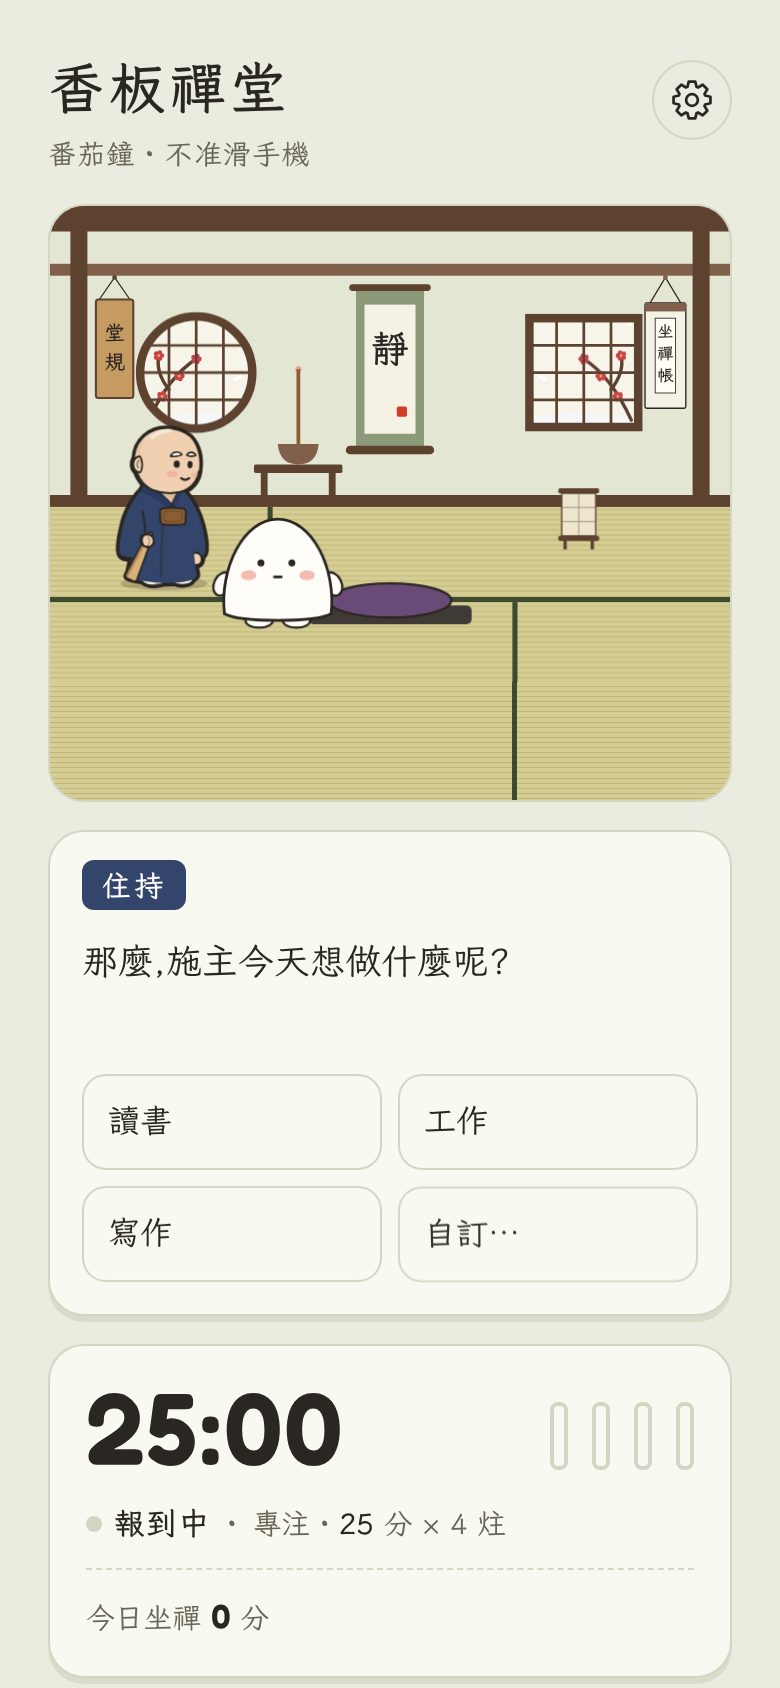 香板禪堂
番茄鐘・不准滑手機
堂規
靜
坐禪帳
住持
那麼,施主今天想做什麼呢?
讀書
工作
寫作
自訂…
25:00
報到中 · 專注・25 分 × 4 炷
今日坐禪 0 分